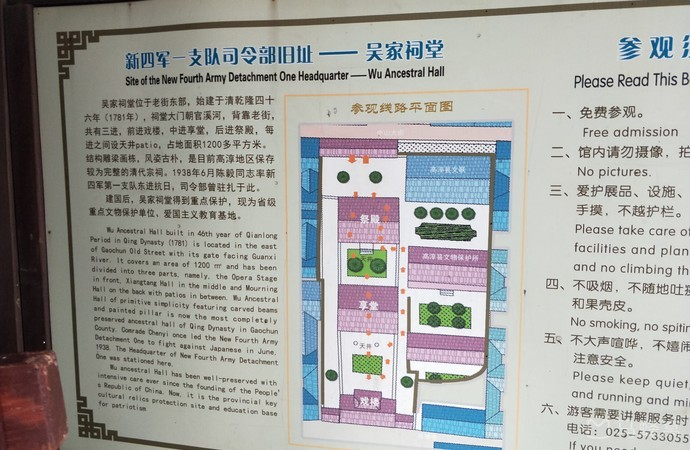 新四军一支队司令部旧址 —— 吴家祠堂
Site of the New Fourth Army Detachment One Headquarter — Wu Ancestral Hall
吴家祠堂位于老街东部，始建于清乾隆四十
六年（1781年），祠堂大门朝官溪河，背靠老街，
共有三进，前进戏楼，中进享堂，后进祭殿，每
进之间设天井patio，占地面积1200多平方米。
结构雕梁画栋，风姿古朴，是目前高淳地区保存
较为完整的清代宗祠。1938年6月陈毅同志率新
四军第一支队东进抗日，司令部曾驻扎于此。
建国后，吴家祠堂得到重点保护，现为省级
重点文物保护单位、爱国主义教育基地。
Wu Ancestral Hall built in 46th year of Qianlong
Period in Qing Dynasty (1781) is located in the east
of Gaochun Old Street with its gate facing Guanxi
River. It covers an area of 1200 ㎡ and has been
divided into three parts, namely, the Opera Stage
in front, Xiangtang Hall in the middle and Mourning
Hall on the back with patios in between. Wu Ancestral
Hall of primitive simplicity featuring carved beams
and painted pillar is now the most completely
preserved ancestral hall of Qing Dynasty in Gaochun
County. Comrade Chenyi once led the New Fourth Army
Detachment One to fight against Japanese in June,
1938. The Headquarter of New Fourth Army Detachment
One was stationed here.
Wu ancestral Hall has been well-preserved with
intensive care ever since the founding of the People'
s Republic of China. Now, it is the provincial key
cultural relics protection site and education base
for patriotism
参观线路平面图
高淳县文联
祭殿
高淳县文物保护所
享堂
天井
戏楼
参观
Please Read This B
一、免费参观。
Free admission
二、馆内请勿摄像，拍
No pictures.
三、爱护展品、设施、
手摸，不越护栏。
Please take care of
facilities and plan
and no climbing th
四、不吸烟，不随地吐痰
和果壳皮。
No smoking, no spitin
五、不大声喧哗，不嬉闹
注意安全。
Please keep quiet,
and running and min
六、游客需要讲解服务时
电话：025-5733055
If you need